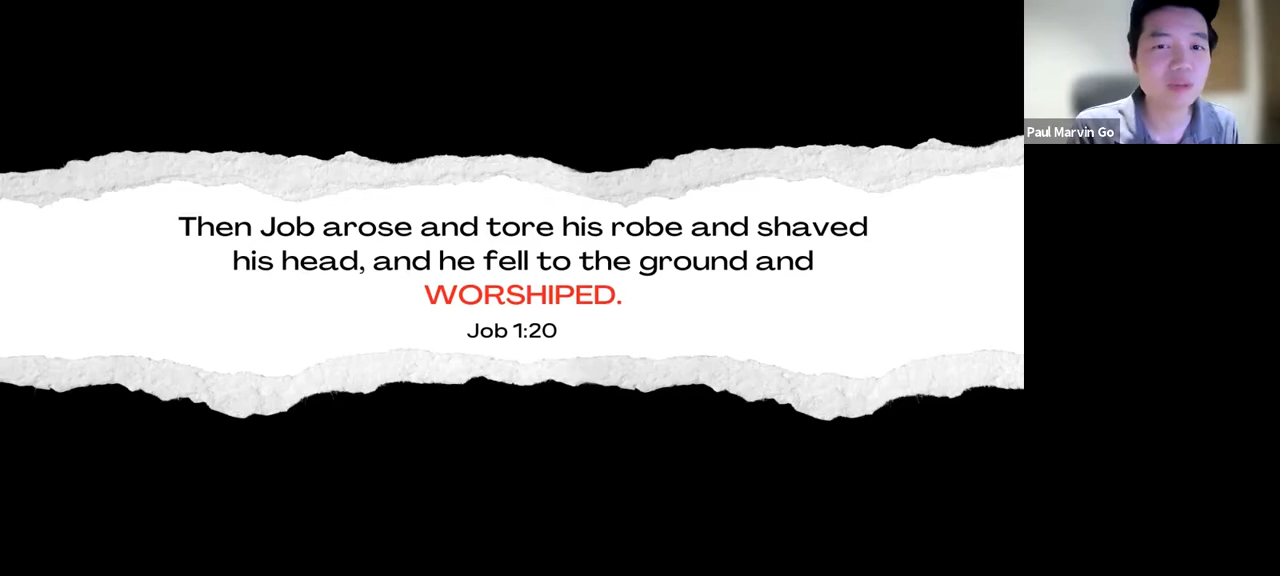 Then Job arose and tore his robe and shaved
his head, and he fell to the ground and
WORSHIPED.
Job 1:20
Paul Marvin Go